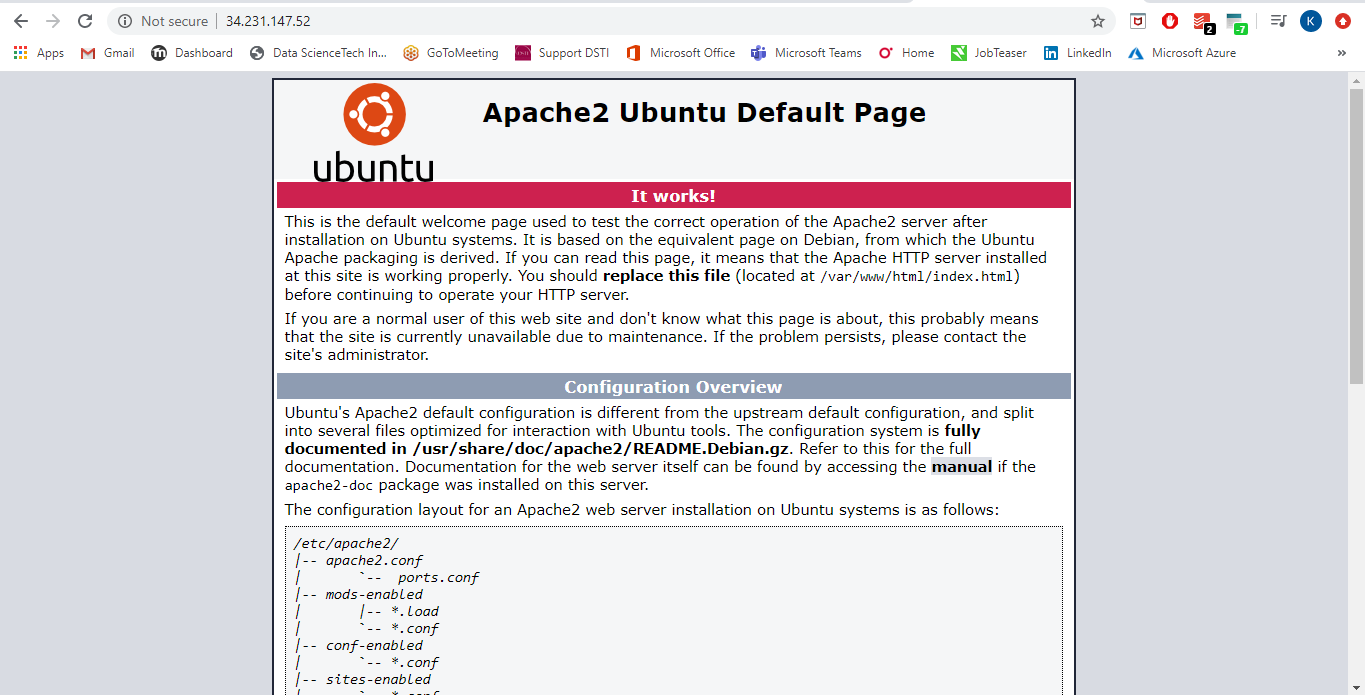 Not secure | 34.231.147.52
2
-7
K
Apps Gmail Dashboard Data ScienceTech In... GoToMeeting Support DSTI Microsoft Office Microsoft Teams Home JobTeaser LinkedIn Microsoft Azure »
ubuntu
Apache2 Ubuntu Default Page
It works!
This is the default welcome page used to test the correct operation of the Apache2 server after
installation on Ubuntu systems. It is based on the equivalent page on Debian, from which the Ubuntu
Apache packaging is derived. If you can read this page, it means that the Apache HTTP server installed
at this site is working properly. You should replace this file (located at /var/www/html/index.html)
before continuing to operate your HTTP server.
If you are a normal user of this web site and don't know what this page is about, this probably means
that the site is currently unavailable due to maintenance. If the problem persists, please contact the
site's administrator.
Configuration Overview
Ubuntu's Apache2 default configuration is different from the upstream default configuration, and split
into several files optimized for interaction with Ubuntu tools. The configuration system is fully
documented in /usr/share/doc/apache2/README.Debian.gz. Refer to this for the full
documentation. Documentation for the web server itself can be found by accessing the manual if the
apache2-doc package was installed on this server.
The configuration layout for an Apache2 web server installation on Ubuntu systems is as follows:
/etc/apache2/
|-- apache2.conf
|       `--  ports.conf
|-- mods-enabled
|       |-- *.load
|       `-- *.conf
|-- conf-enabled
|       `-- *.conf
|-- sites-enabled
|       `-- *.conf